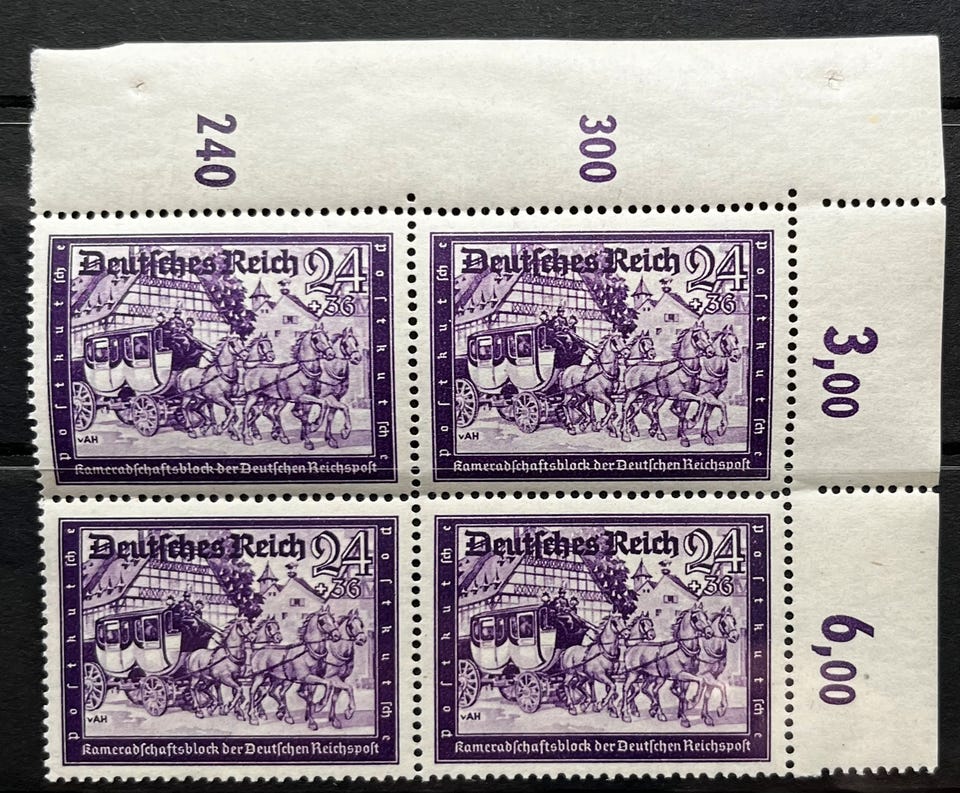 240
300
Deutſches Reich 24
+36
poſtkutſche
poſtkutſche
vAH
Kameradſchaftsblock der Deutſchen Reichspoſt
Deutſches Reich 24
+36
poſtkutſche
poſtkutſche
vAH
Kameradſchaftsblock der Deutſchen Reichspoſt
3,00
Deutſches Reich 24
+36
poſtkutſche
poſtkutſche
vAH
Kameradſchaftsblock der Deutſchen Reichspoſt
Deutſches Reich 24
+36
poſtkutſche
poſtkutſche
vAH
Kameradſchaftsblock der Deutſchen Reichspoſt
6,00